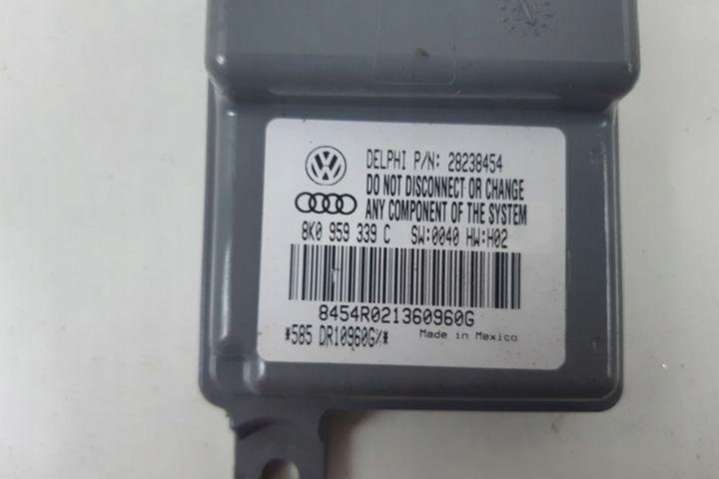 DELPHI P/N: 28238454
DO NOT DISCONNECT OR CHANGE
ANY COMPONENT OF THE SYSTEM
8K0 959 339 C SW:0040 HW:H02
8454R021360960G
*585 DR10960G%*
Made in Mexico